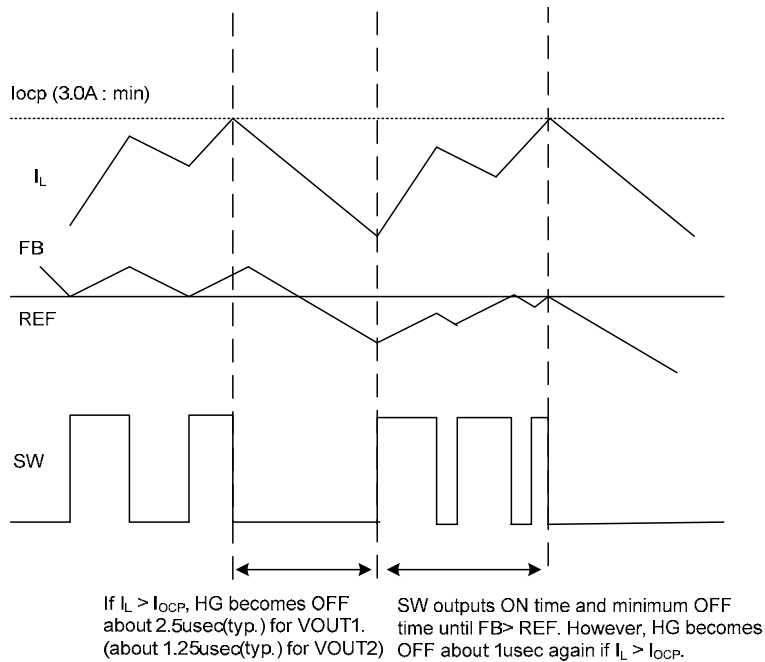 Iocp (3.0A : min)
IL
FB
REF
SW
If IL > IOCP, HG becomes OFF
about 2.5usec(typ.) for VOUT1.
(about 1.25usec(typ.) for VOUT2)
SW outputs ON time and minimum OFF
time until FB> REF. However, HG becomes
OFF about 1usec again if IL > IOCP.